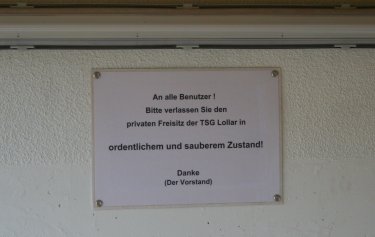 An alle Benutzer !
Bitte verlassen Sie den
privaten Freisitz der TSG Lollar in
ordentlichem und sauberem Zustand!
Danke
(Der Vorstand)